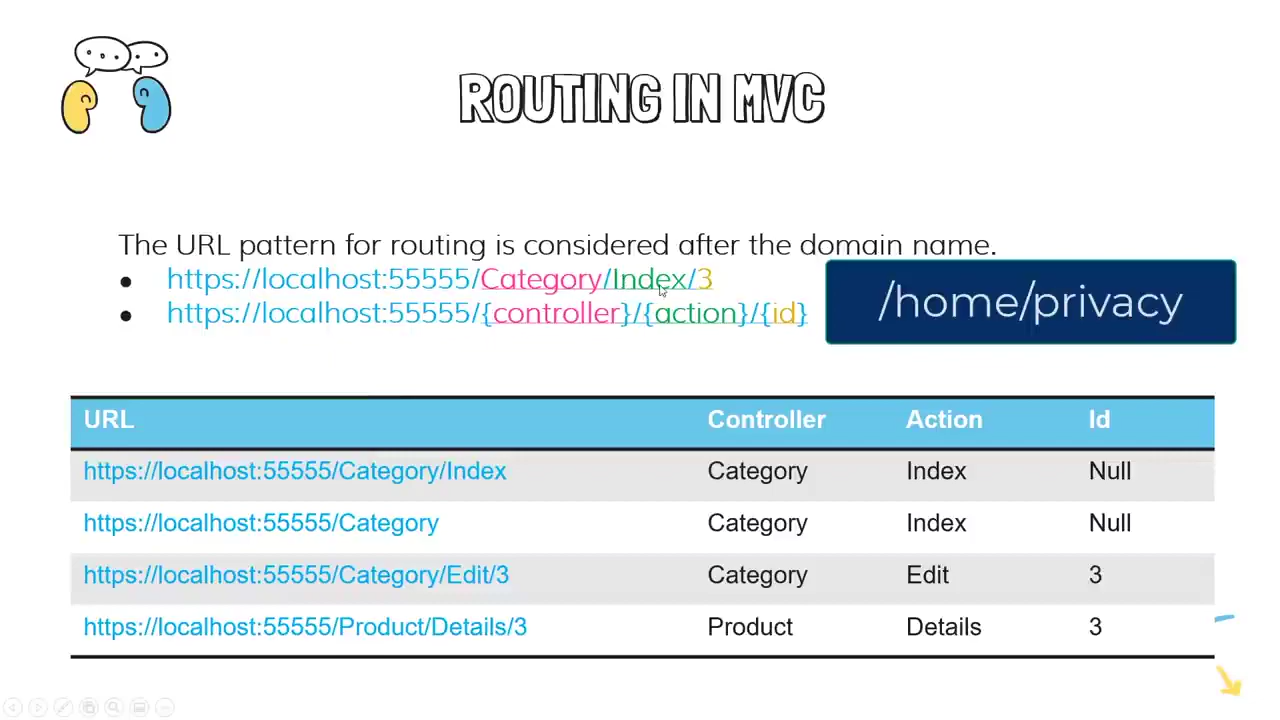 ROUTING IN MVC
The URL pattern for routing is considered after the domain name.
• https://localhost:55555/Category/Index/3
• https://localhost:55555/{controller}/{action}/{id}
/home/privacy
URL Controller Action Id
https://localhost:55555/Category/Index Category Index Null
https://localhost:55555/Category Category Index Null
https://localhost:55555/Category/Edit/3 Category Edit 3
https://localhost:55555/Product/Details/3 Product Details 3